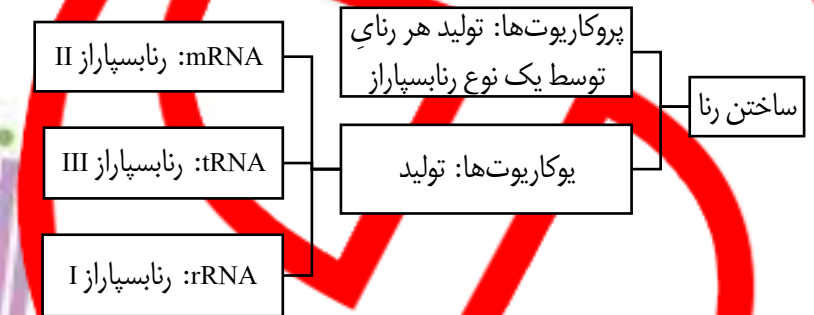 ساختن رنا
پروکاریوت‌ها: تولید هر رنایِ
توسط یک نوع رنابسپاراز
یوکاریوت‌ها: تولید
mRNA: رنابسپاراز II
tRNA: رنابسپاراز III
rRNA: رنابسپاراز I